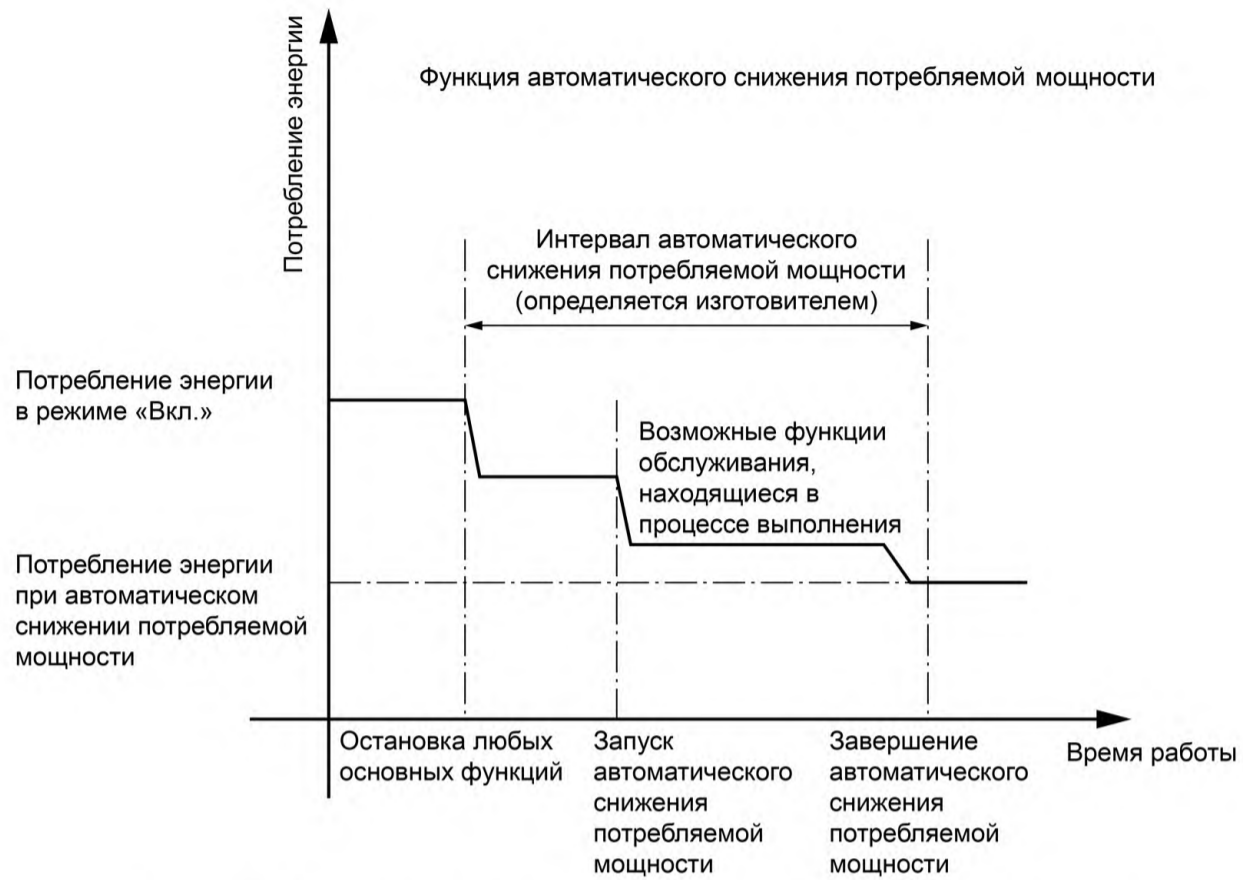 Потребление энергии
Функция автоматического снижения потребляемой мощности
Интервал автоматического
снижения потребляемой мощности
(определяется изготовителем)
Потребление энергии
в режиме «Вкл.»
Возможные функции
обслуживания,
находящиеся в
процессе выполнения
Потребление энергии
при автоматическом
снижении потребляемой
мощности
Остановка любых
основных функций
Запуск
автоматического
снижения
потребляемой
мощности
Завершение
автоматического
снижения
потребляемой
мощности
Время работы